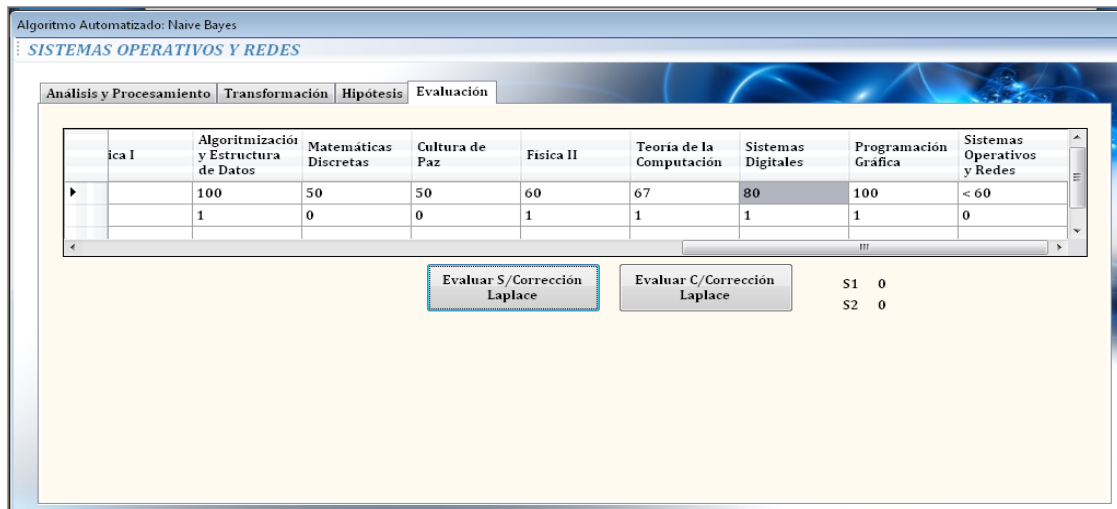 Algoritmo Automatizado: Naive Bayes
SISTEMAS OPERATIVOS Y REDES
Análisis y Procesamiento Transformación Hipótesis Evaluación
ica I Algoritmizaciór y Estructura de Datos Matemáticas Discretas Cultura de Paz Física II Teoría de la Computación Sistemas Digitales Programación Gráfica Sistemas Operativos y Redes
100 50 50 60 67 80 100 < 60
1 0 0 1 1 1 1 0
Evaluar S/Corrección Laplace Evaluar C/Corrección Laplace
S1 0
S2 0